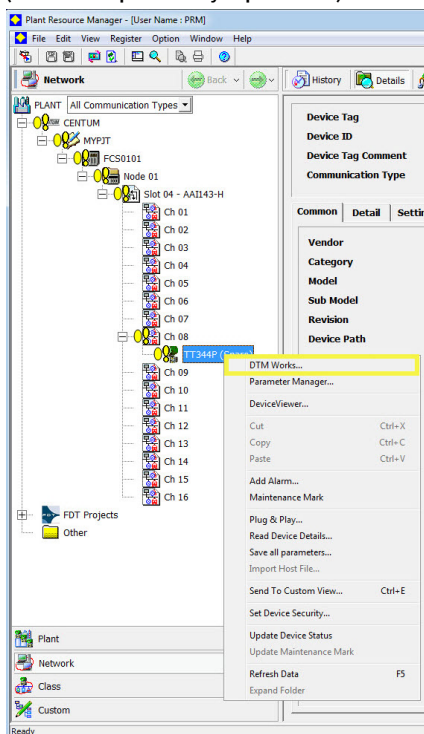 Plant Resource Manager - [User Name : PRM]
File Edit View Register Option Window Help
Network
Back
History
Details
PLANT
All Communication Types
CENTUM
MYPJT
FCS0101
Node 01
Slot 04 - AAI143-H
Ch 01
Ch 02
Ch 03
Ch 04
Ch 05
Ch 06
Ch 07
Ch 08
TT344P
Ch 09
Ch 10
Ch 11
Ch 12
Ch 13
Ch 14
Ch 15
Ch 16
FDT Projects
Other
Device Tag
Device ID
Device Tag Comment
Communication Type
Common Detail
Vendor
Category
Model
Sub Model
Revision
Device Path
DTM Works...
Parameter Manager...
DeviceViewer...
Cut Ctrl+X
Copy Ctrl+C
Paste Ctrl+V
Add Alarm...
Maintenance Mark
Plug & Play...
Read Device Details...
Save all parameters...
Import Host File...
Send To Custom View... Ctrl+E
Set Device Security...
Update Device Status
Update Maintenance Mark
Refresh Data F5
Expand Folder
Plant
Network
Class
Custom
Ready